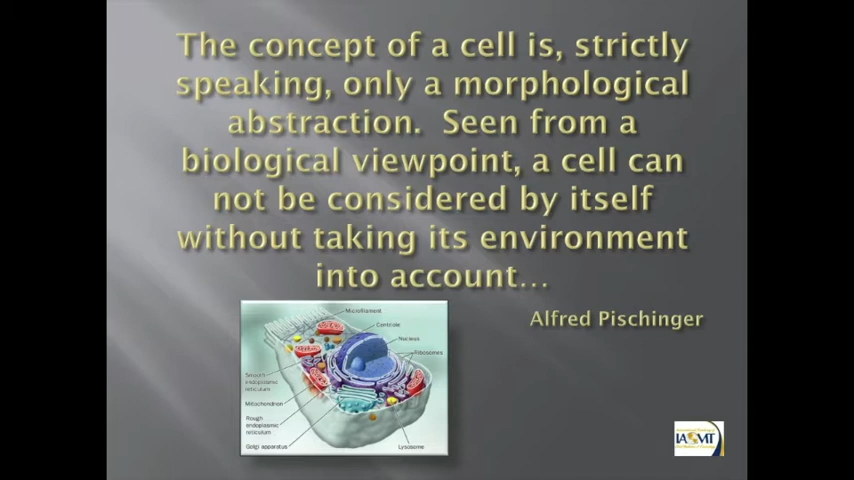 The concept of a cell is, strictly
speaking, only a morphological
abstraction. Seen from a
biological viewpoint, a cell can
not be considered by itself
without taking its environment
into account…
Alfred Pischinger
Microfilament
Centriole
Nucleus
Ribosomes
Smooth
endoplasmic
reticulum
Mitochondrion
Rough
endoplasmic
reticulum
Golgi apparatus
Lysosome